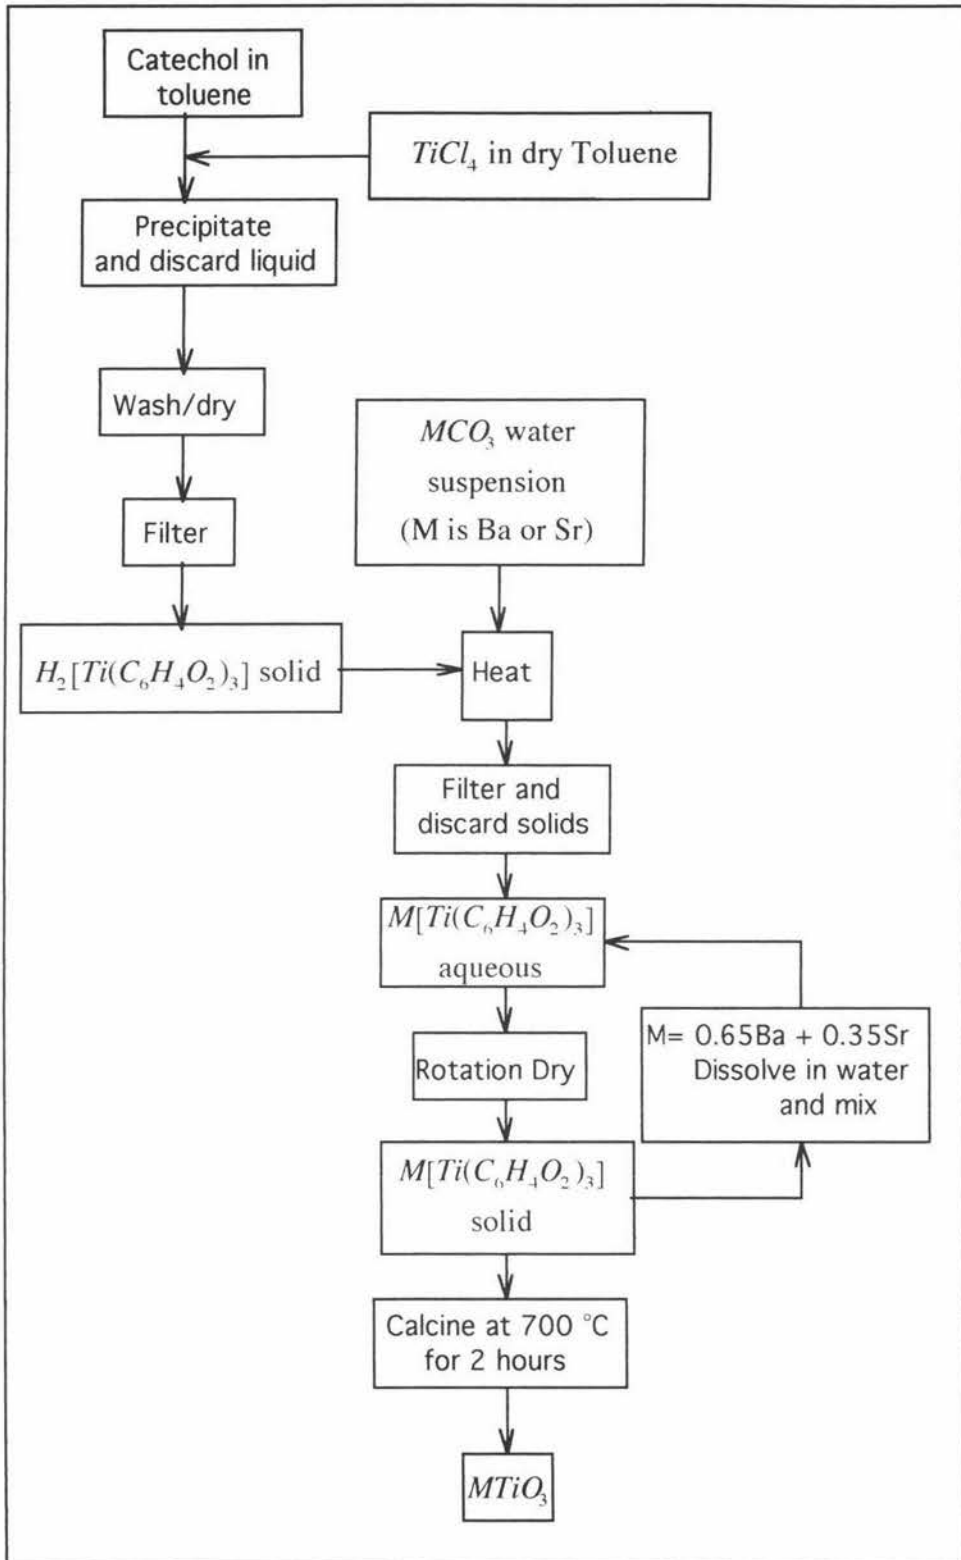 Catechol in
toluene
TiCl₄ in dry Toluene
Precipitate
and discard liquid
Wash/dry
MCO₃ water
suspension
(M is Ba or Sr)
Filter
H₂[Ti(C₆H₄O₂)₃] solid
Heat
Filter and
discard solids
M[Ti(C₆H₄O₂)₃]
aqueous
M= 0.65Ba + 0.35Sr
Dissolve in water
and mix
Rotation Dry
M[Ti(C₆H₄O₂)₃]
solid
Calcine at 700 °C
for 2 hours
MTiO₃